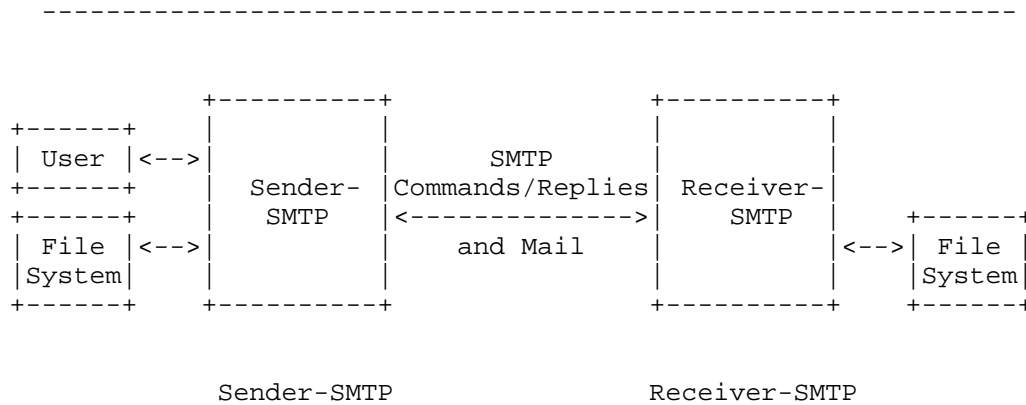 User
SMTP
Sender- Commands/Replies Receiver-
SMTP SMTP
File and Mail File
System System
Sender-SMTP Receiver-SMTP